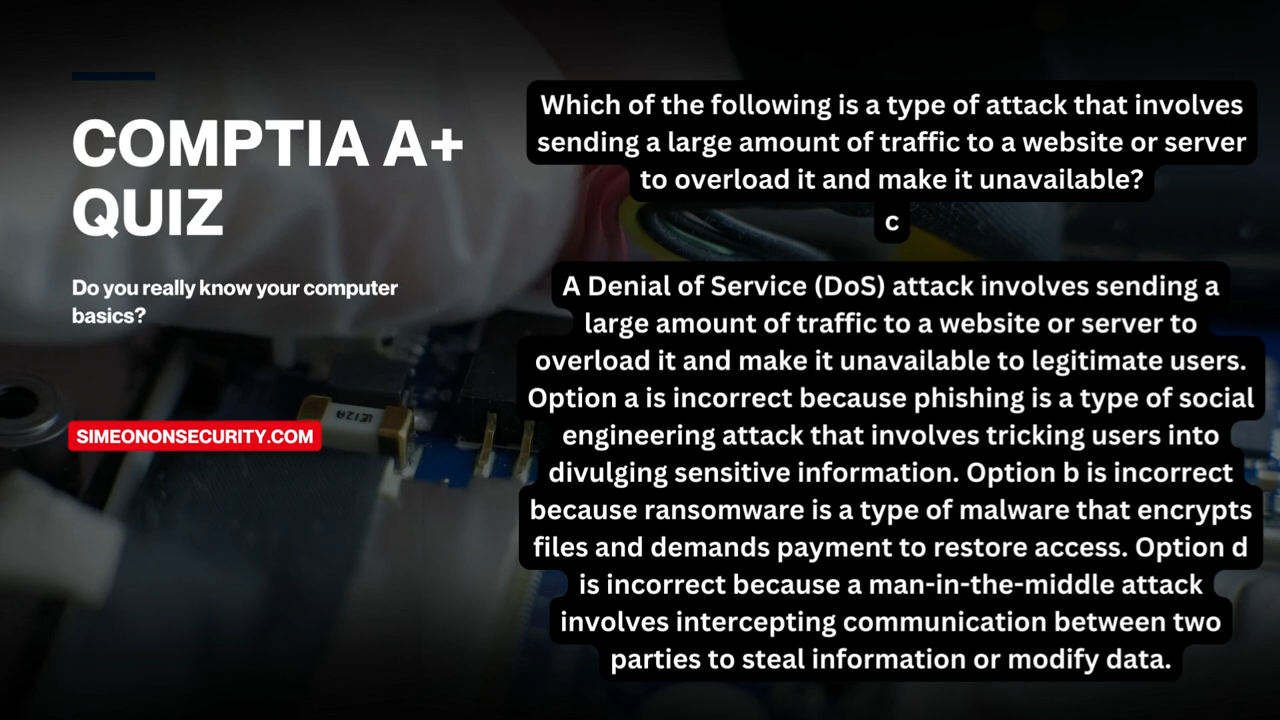 COMPTIA A+
QUIZ
Do you really know your computer
basics?
SIMEONONSECURITY.COM
Which of the following is a type of attack that involves
sending a large amount of traffic to a website or server
to overload it and make it unavailable?
c
A Denial of Service (DoS) attack involves sending a
large amount of traffic to a website or server to
overload it and make it unavailable to legitimate users.
Option a is incorrect because phishing is a type of social
engineering attack that involves tricking users into
divulging sensitive information. Option b is incorrect
because ransomware is a type of malware that encrypts
files and demands payment to restore access. Option d
is incorrect because a man-in-the-middle attack
involves intercepting communication between two
parties to steal information or modify data.